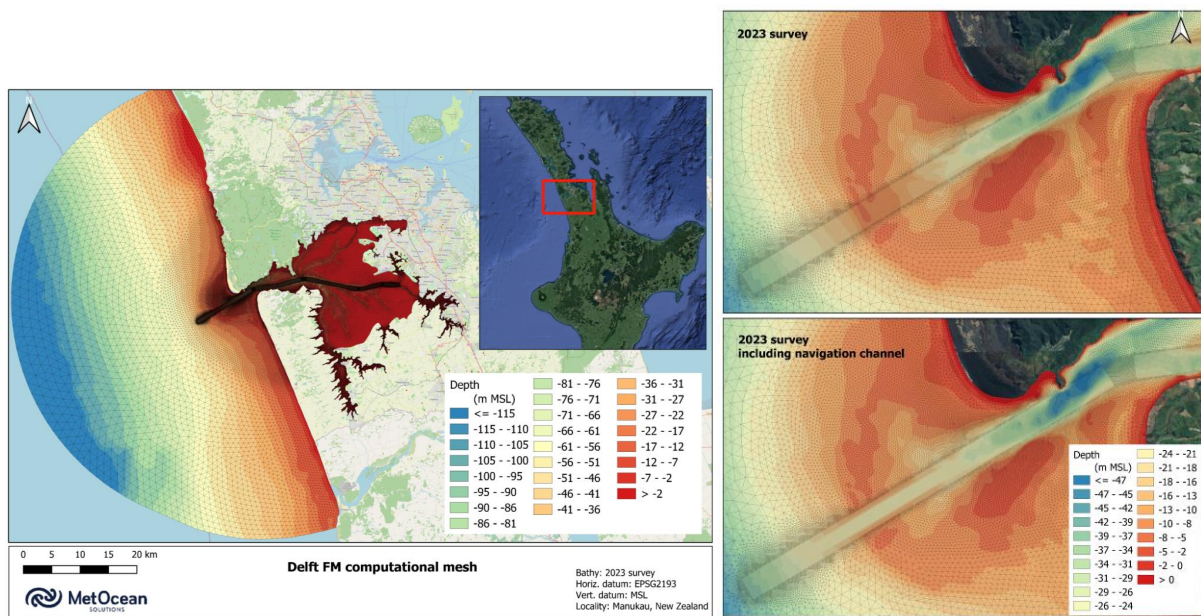 N
Depth
(m MSL)
<= -115
-115 - -110
-110 - -105
-105 - -100
-100 - -95
-95 - -90
-90 - -86
-86 - -81
-81 - -76
-76 - -71
-71 - -66
-66 - -61
-61 - -56
-56 - -51
-51 - -46
-46 - -41
-41 - -36
-36 - -31
-31 - -27
-27 - -22
-22 - -17
-17 - -12
-12 - -7
-7 - -2
> -2
0 5 10 15 20 km
MetOcean
SOLUTIONS
Delft FM computational mesh
Bathy: 2023 survey
Horiz. datum: EPSG2193
Vert. datum: MSL
Locality: Manukau, New Zealand
2023 survey
N
2023 survey
including navigation channel
Depth
(m MSL)
<= -47
-47 - -45
-45 - -42
-42 - -39
-39 - -37
-37 - -34
-34 - -31
-31 - -29
-29 - -26
-26 - -24
-24 - -21
-21 - -18
-18 - -16
-16 - -13
-13 - -10
-10 - -8
-8 - -5
-5 - -2
-2 - 0
> 0